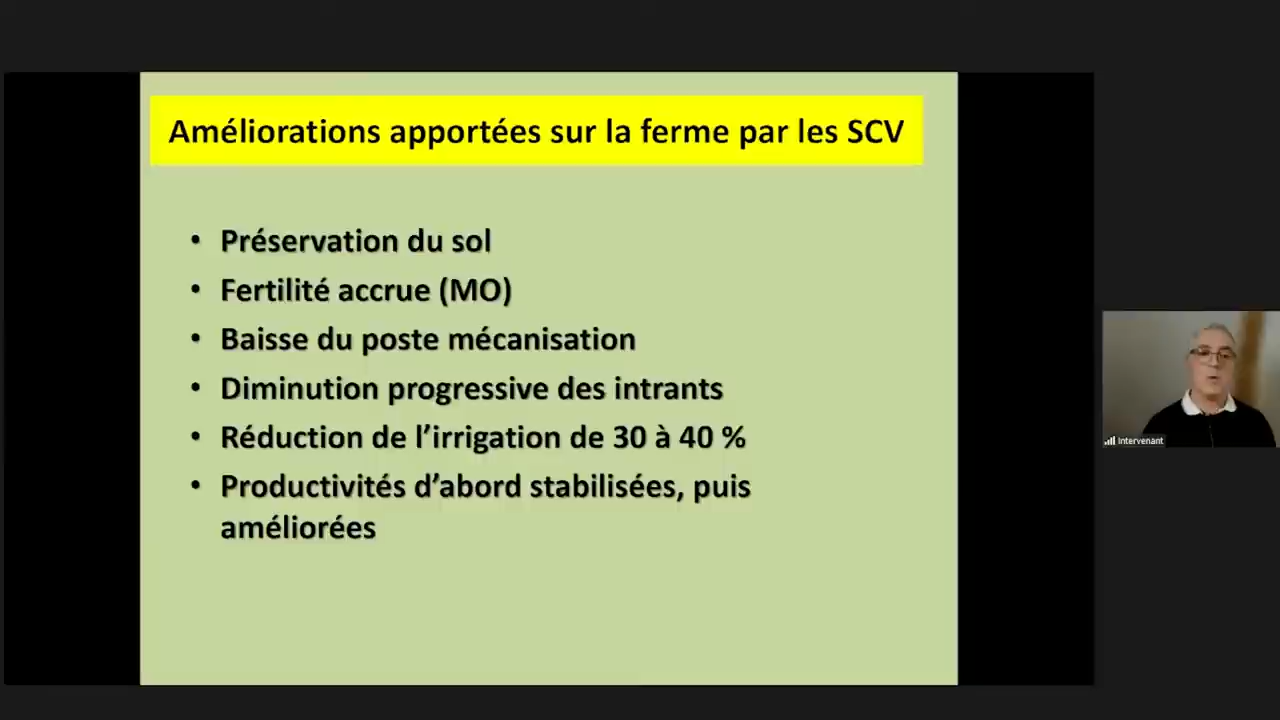 Améliorations apportées sur la ferme par les SCV
• Préservation du sol
• Fertilité accrue (MO)
• Baisse du poste mécanisation
• Diminution progressive des intrants
• Réduction de l'irrigation de 30 à 40 %
• Productivités d'abord stabilisées, puis
améliorées
Intervenant